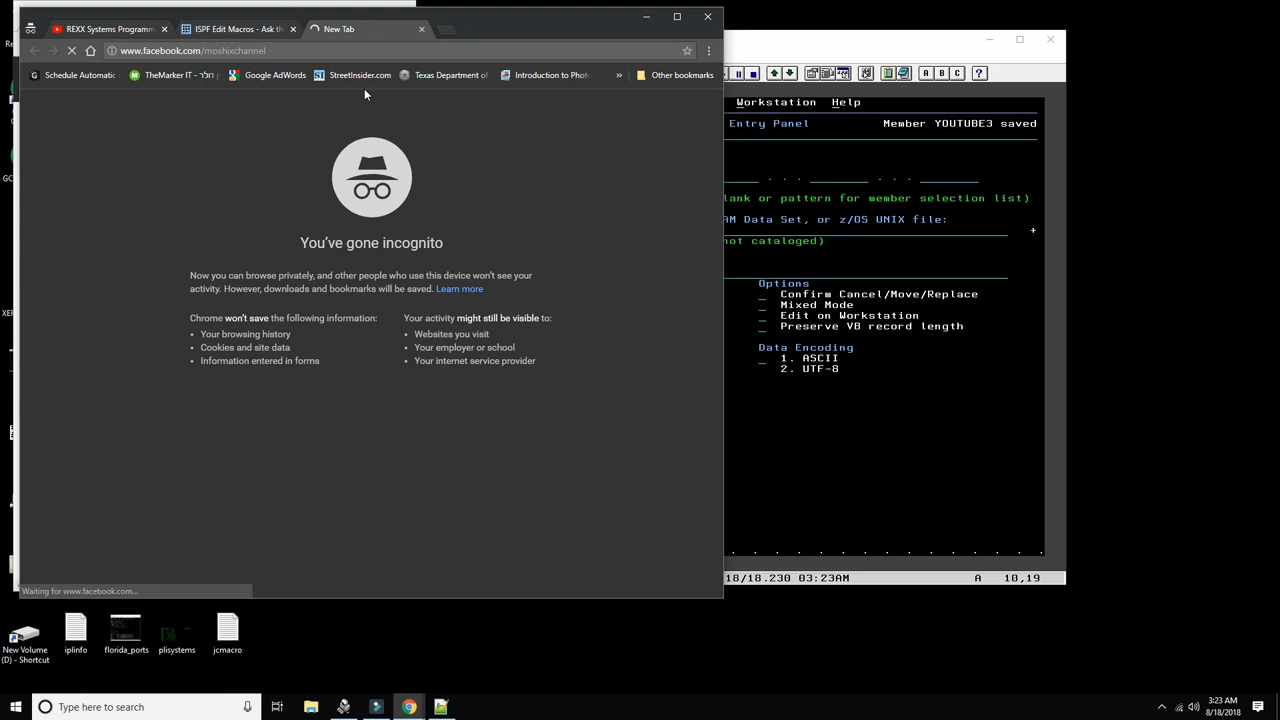 REXX Systems Programm
ISPF Edit Macros - Ask th
New Tab
www.facebook.com/moshixchannel
Schedule Automatic
TheMarker IT - הולר
Google AdWords
StreetInsider.com
Texas Department of
Introduction to Phot
»
Other bookmarks
You've gone incognito
Now you can browse privately, and other people who use this device won't see your
activity. However, downloads and bookmarks will be saved. Learn more
Chrome won't save the following information:
• Your browsing history
• Cookies and site data
• Information entered in forms
Your activity might still be visible to:
• Websites you visit
• Your employer or school
• Your internet service provider
Waiting for www.facebook.com...
A B C ?
Workstation Help
Entry Panel Member YOUTUBE3 saved
. . . . . .
lank or pattern for member selection list)
AM Data Set, or z/OS UNIX file:
+
not cataloged)
Options
Confirm Cancel/Move/Replace
Mixed Mode
Edit on Workstation
Preserve VB record length
Data Encoding
1. ASCII
2. UTF-8
18/18.230 03:23AM A 10,19
Re
GC
XEF
New Volume
(D) - Shortcut
iplinfo
florida_ports
plisystems
jcmacro
Type here to search
3:23 AM
8/18/2018